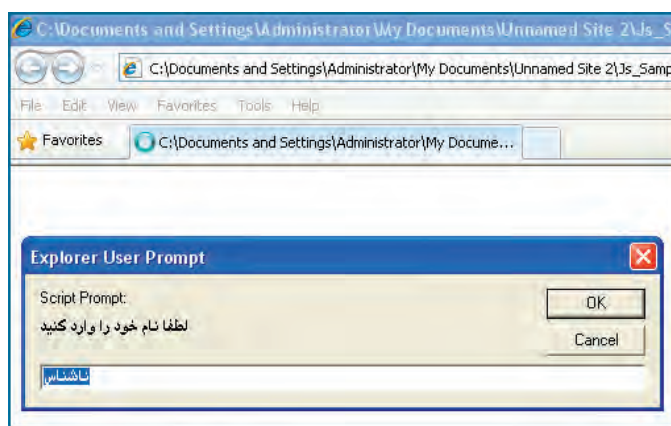 C:\Documents and Settings\Administrator\My Documents\Unnamed Site 2\Js_S
C:\Documents and Settings\Administrator\My Documents\Unnamed Site 2\Js_Samp
File Edit View Favorites Tools Help
Favorites C:\Documents and Settings\Administrator\My Docume...
Explorer User Prompt
Script Prompt:
OK
لطفا نام خود را وارد کنید
Cancel
ناشناس